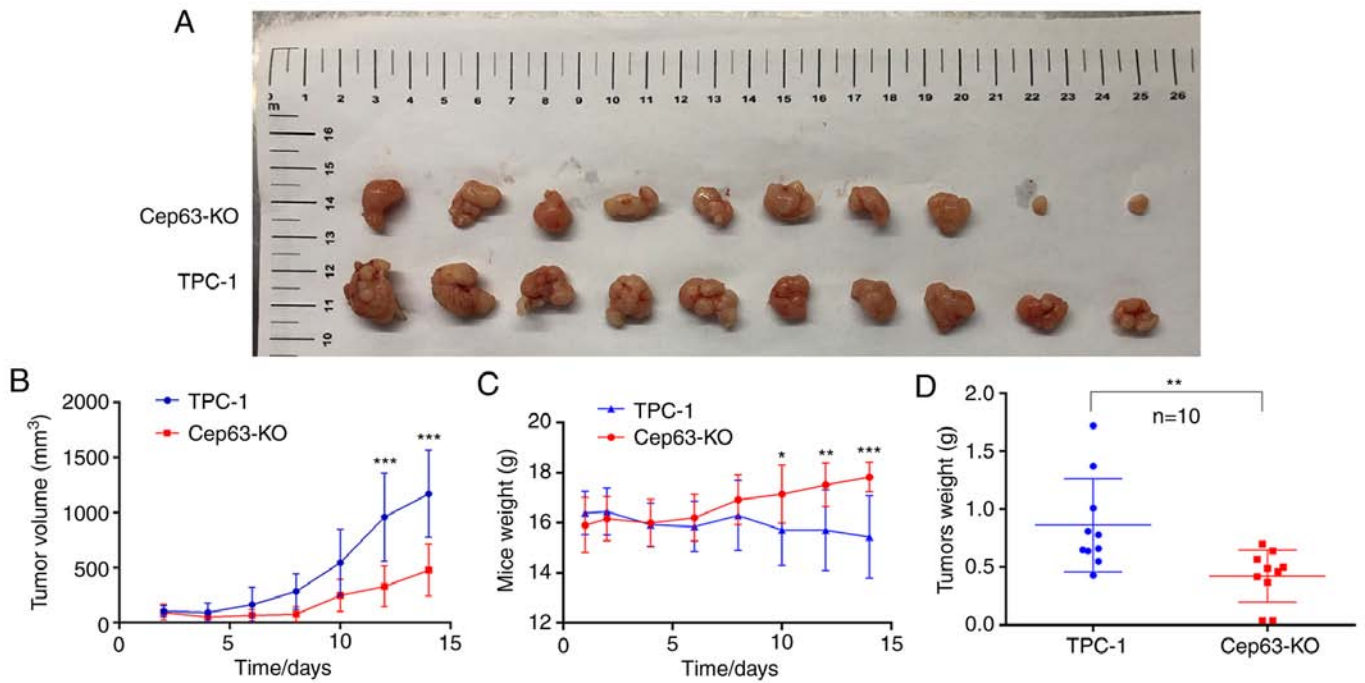 A
0 1 2 3 4 5 6 7 8 9 10 11 12 13 14 15 16 17 18 19 20 21 22 23 24 25 26
m
16
15
14
13
12
11
10
Cep63-KO
TPC-1
B
TPC-1
Cep63-KO
Tumor volume (mm³)
2000
1500
1000
500
0
*** ***
0 5 10 15
Time/days
C
TPC-1
Cep63-KO
Mice weight (g)
20
18
16
14
12
* ** ***
0 5 10 15
Time/days
D
Tumors weight (g)
2.0
1.5
1.0
0.5
0.0
**
n=10
TPC-1 Cep63-KO